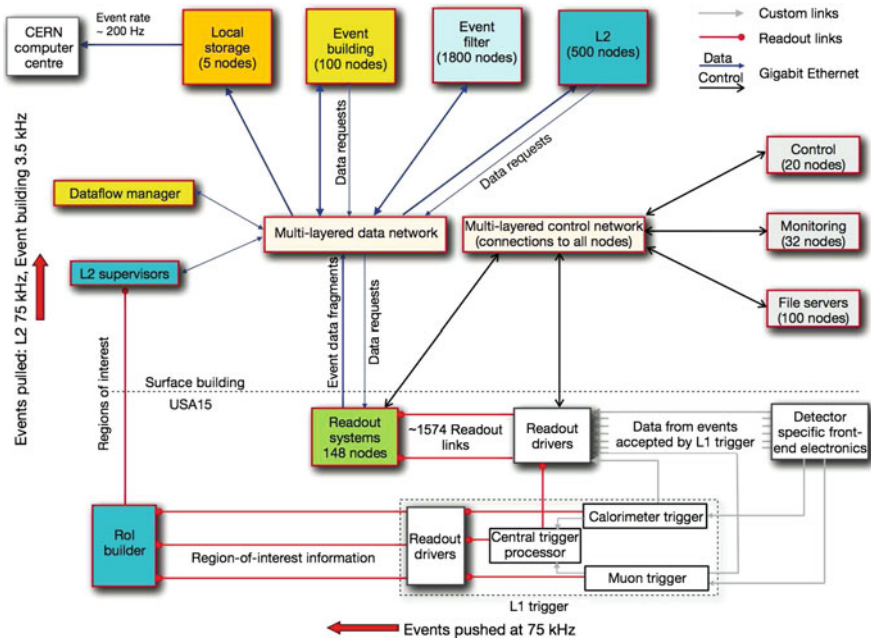 CERN
computer
centre
Event rate
~ 200 Hz
Local
storage
(5 nodes)
Event
building
(100 nodes)
Event
filter
(1800 nodes)
L2
(500 nodes)
Custom links
Readout links
Data
Control
Gigabit Ethernet
Data requests
Data requests
Control
(20 nodes)
Monitoring
(32 nodes)
File servers
(100 nodes)
Dataflow manager
Multi-layered data network
Multi-layered control network
(connections to all nodes)
L2 supervisors
Events pulled: L2 75 kHz, Event building 3.5 kHz
Regions of interest
Event data fragments
Data requests
Surface building
USA15
Readout
systems
148 nodes
~1574 Readout
links
Readout
drivers
Data from events
accepted by L1 trigger
Detector
specific front-
end electronics
RoI
builder
Region-of-interest information
Readout
drivers
Central trigger
processor
Calorimeter trigger
Muon trigger
L1 trigger
Events pushed at 75 kHz